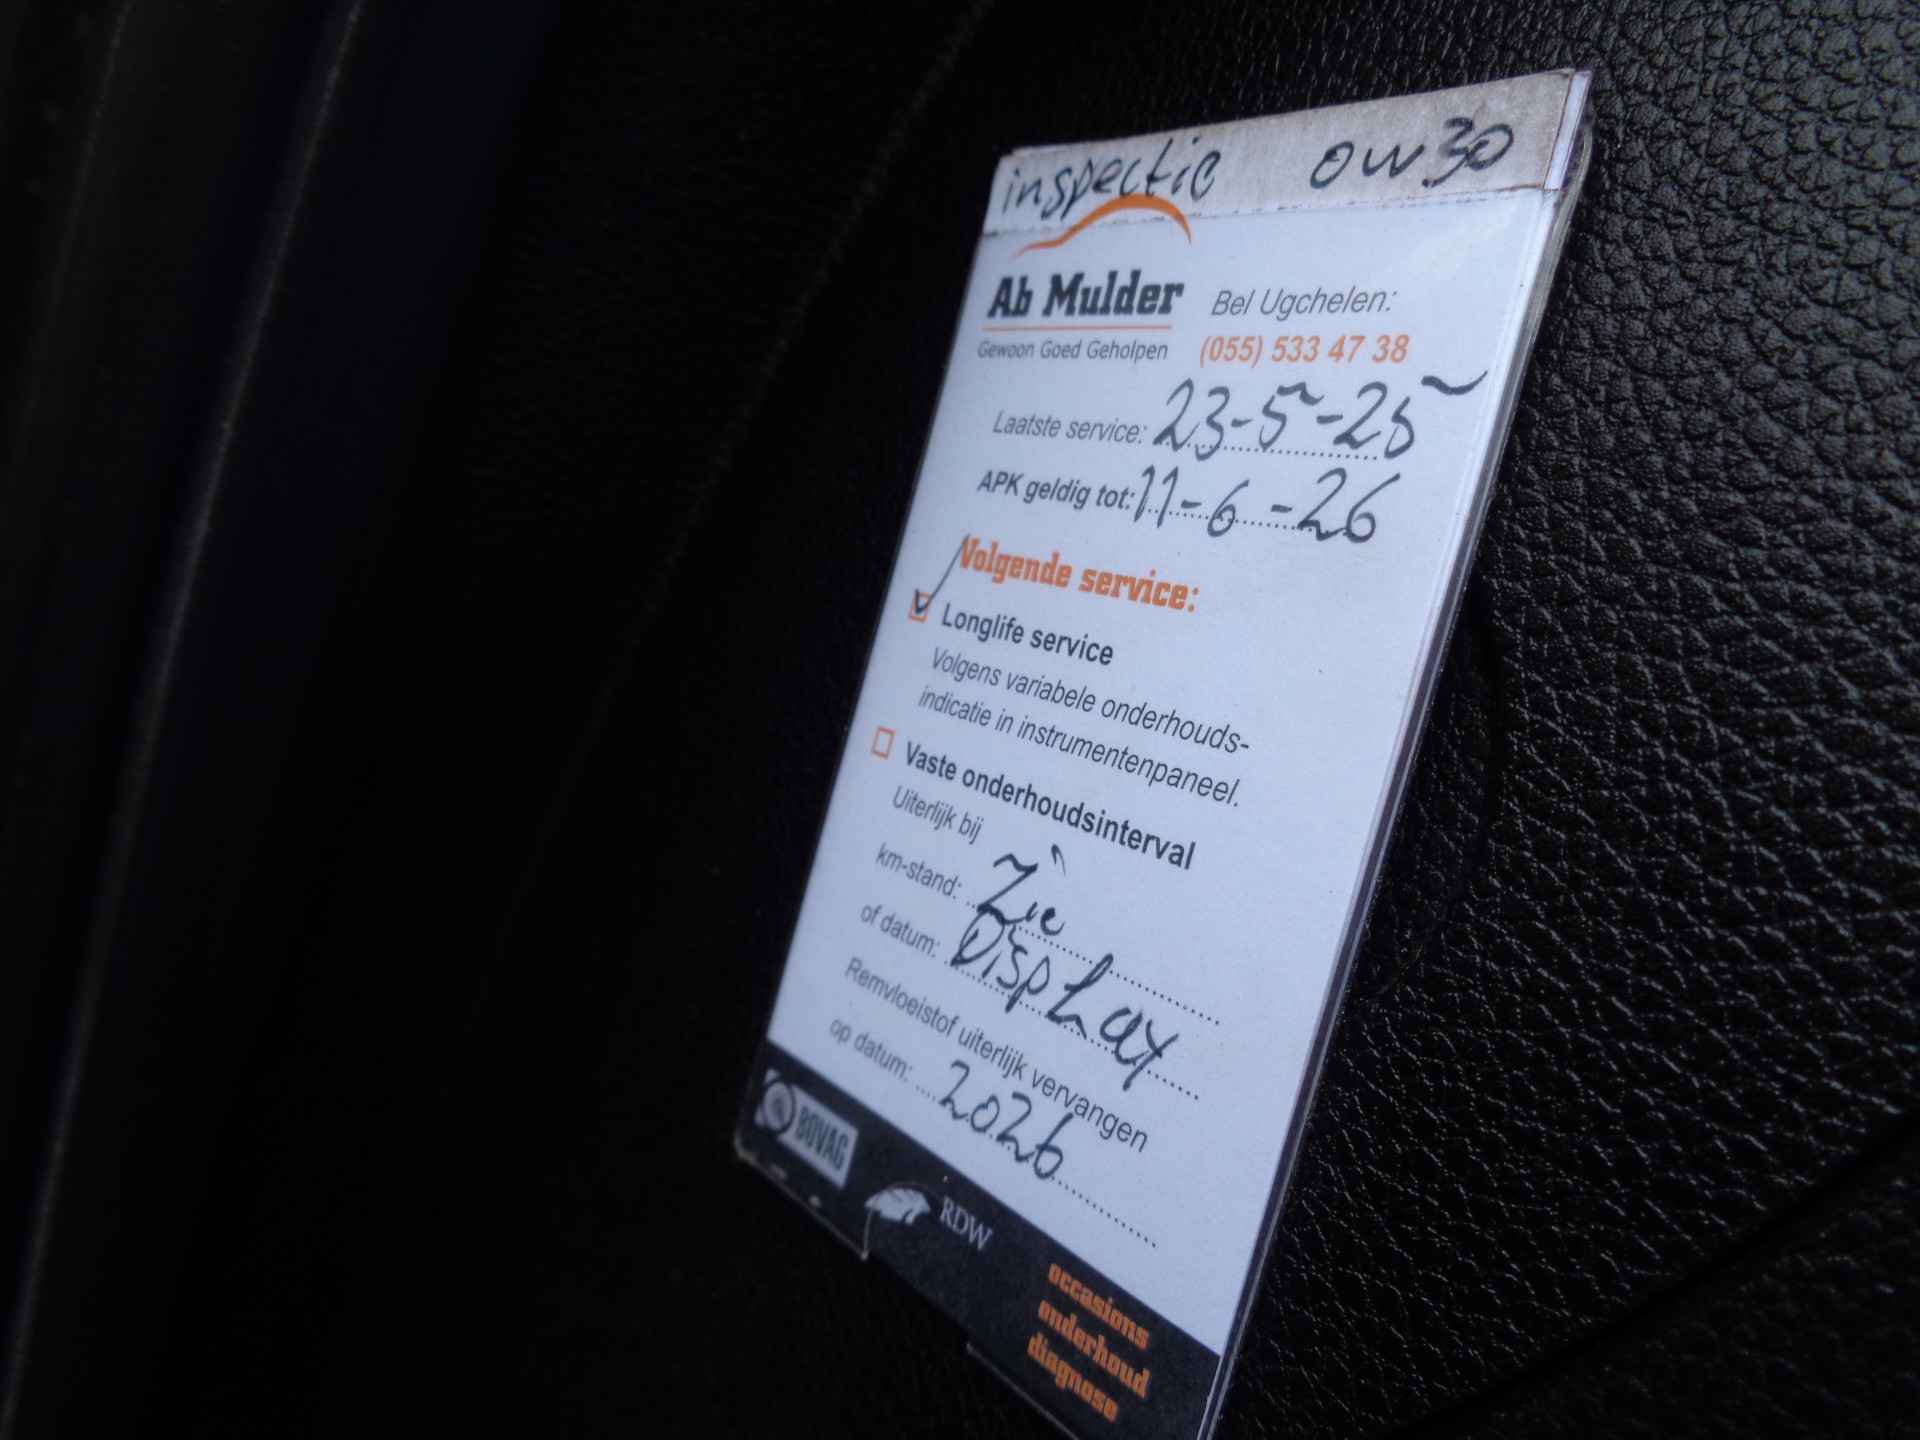 inspectie ow30
Ab Mulder
Gewoon Goed Geholpen
Bel Ugchelen:
(055) 533 47 38
Laatste service: 23-5-25
APK geldig tot: 11-6-26
Volgende service:
Longlife service
Volgens variabele onderhouds-
indicatie in instrumentenpaneel.
Vaste onderhoudsinterval
Uiterlijk bij
km-stand: Zie
of datum: Display
Remvloeistof uiterlijk vervangen
op datum: 2026
BOVAG
RDW
occasions
onderhoud
diagnose